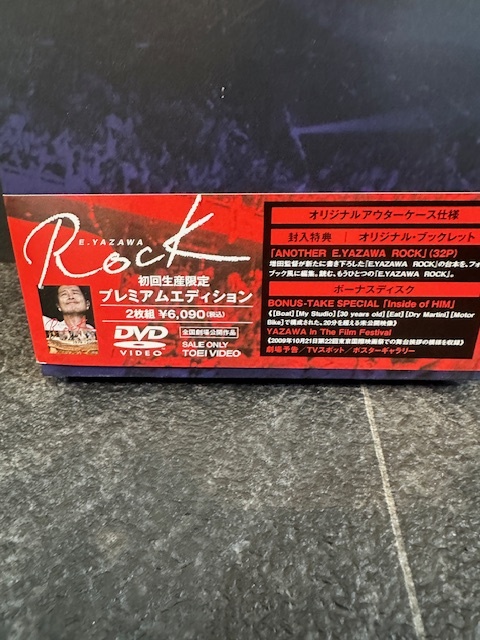 E.YAZAWA
Rock
初回生産限定
プレミアムエディション
2枚組 ¥6,090(税込)
DVD
VIDEO
全国劇場公開作品
SALE ONLY
TOEI VIDEO
オリジナルアウターケース仕様
封入特典 オリジナル・ブックレット
「ANOTHER E.YAZAWA ROCK」(32P)
増田監督が新たに書き下ろした「E.YAZAWA ROCK」の台本を、フォ
ブック風に編集。読む、もうひとつの「E.YAZAWA ROCK」。
ボーナスディスク
BONUS-TAKE SPECIAL「Inside of HIM」
《[Boat] [My Studio] [30 years old] [Eat] [Dry Martini] [Motor
Bike]で構成された、20分を超える未公開映像》
YAZAWA in The Film Festival
《2009年10月21日第22回東京国際映画祭での舞台挨拶の模様を収録》
劇場予告/TVスポット/ポスターギャラリー